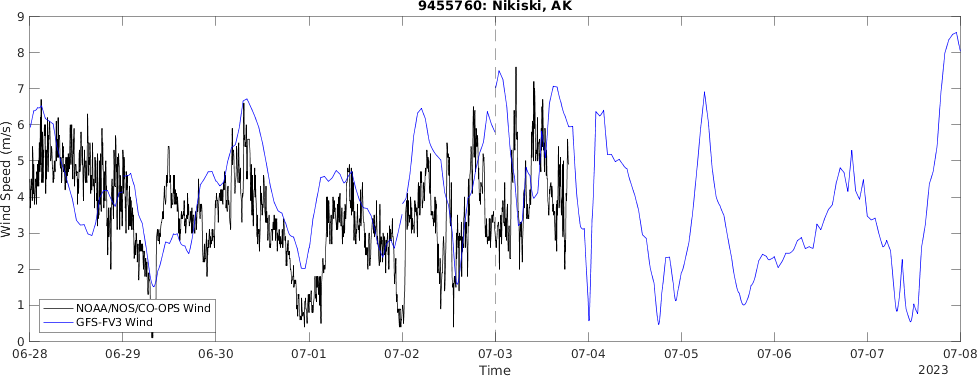 9455760: Nikiski, AK
9
8
7
6
5
4
3
2
1
0
Wind Speed (m/s)
NOAA/NOS/CO-OPS Wind
GFS-FV3 Wind
06-28 06-29 06-30 07-01 07-02 07-03 07-04 07-05 07-06 07-07 07-08
Time
2023